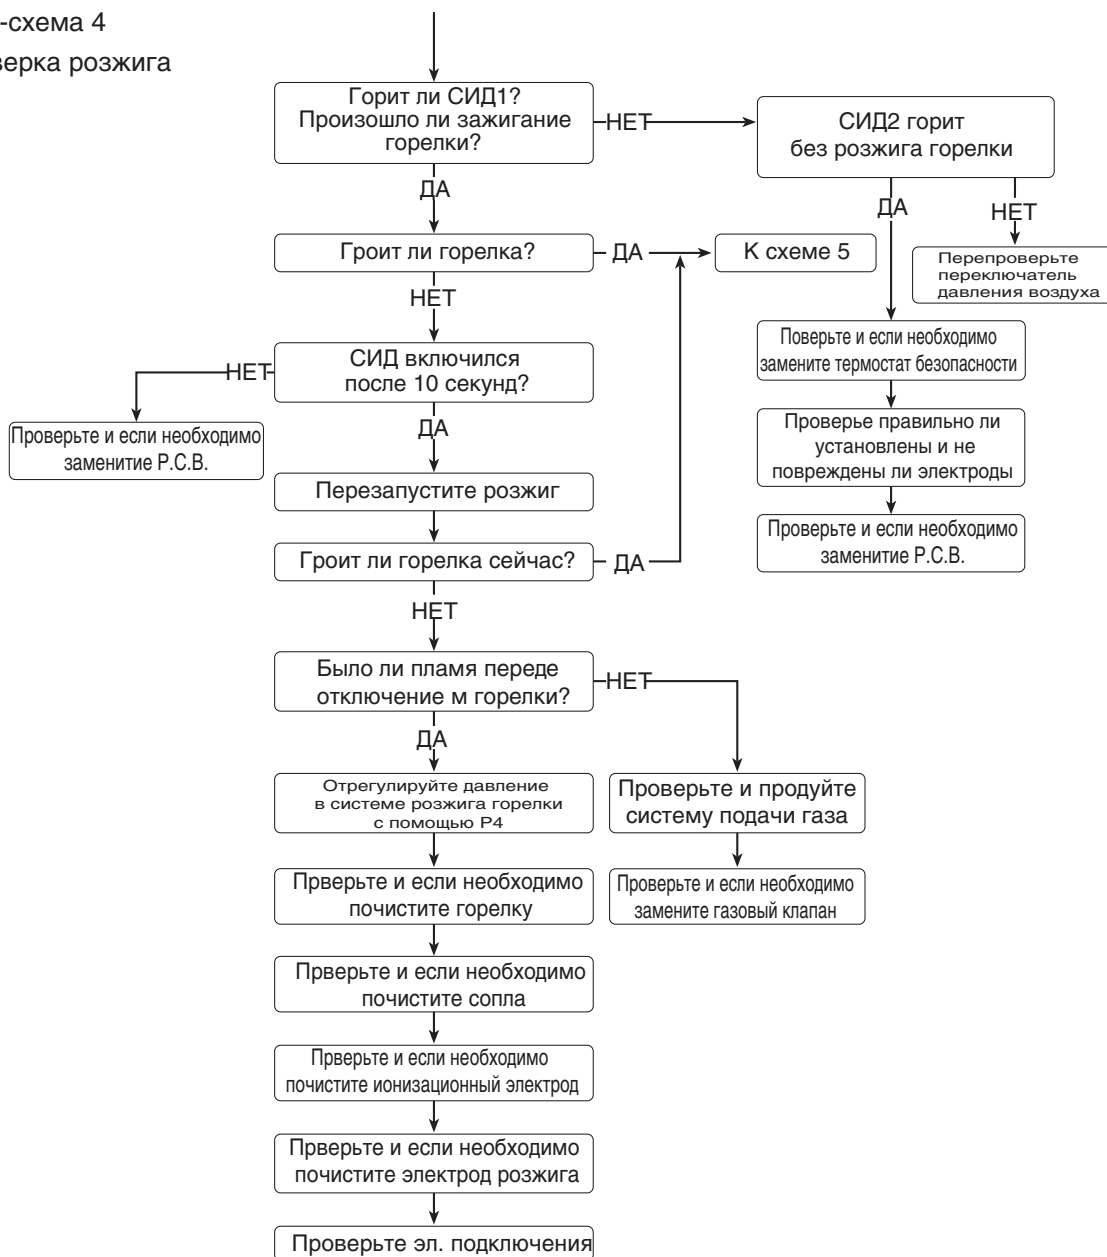 -схема 4
верка розжига
Горит ли СИД1?
Произошло ли зажигание
горелки?
НЕТ
СИД2 горит
без розжига горелки
ДА
ДА
НЕТ
Гроит ли горелка?
ДА
К схеме 5
Перепроверьте
переключатель
давления воздуха
НЕТ
Поверьте и если необходимо
замените термостат безопасности
СИД включился
после 10 секунд?
НЕТ
Проверьте и если необходимо
заменитие Р.С.В.
ДА
Проверье правильно ли
установлены и не
повреждены ли электроды
Перезапустите розжиг
Проверьте и если необходимо
заменитие Р.С.В.
Гроит ли горелка сейчас?
ДА
НЕТ
Было ли пламя переде
отключение м горелки?
НЕТ
ДА
Отрегулируйте давление
в системе розжига горелки
с помощью Р4
Проверьте и продуйте
систему подачи газа
Прверьте и если необходимо
почистите горелку
Проверьте и если необходимо
замените газовый клапан
Прверьте и если необходимо
почистите сопла
Прверьте и если необходимо
почистите ионизационный электрод
Прверьте и если необходимо
почистите электрод розжига
Проверьте эл. подключения